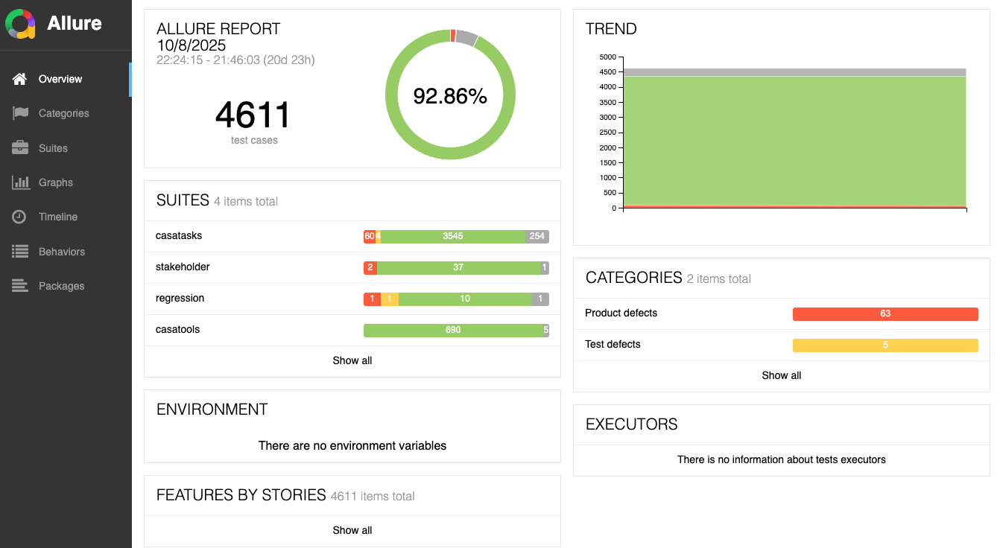 Allure
Overview
Categories
Suites
Graphs
Timeline
Behaviors
Packages
ALLURE REPORT
10/8/2025
22:24:15 - 21:46:03 (20d 23h)
4611
test cases
92.86%
SUITES 4 items total
casatasks 60 4 3545 254
stakeholder 2 37 1
regression 1 1 10 1
casatools 690 5
Show all
ENVIRONMENT
There are no environment variables
FEATURES BY STORIES 4611 items total
Show all
TREND
5000
4500
4000
3500
3000
2500
2000
1500
1000
500
0
CATEGORIES 2 items total
Product defects 63
Test defects 5
Show all
EXECUTORS
There is no information about tests executors